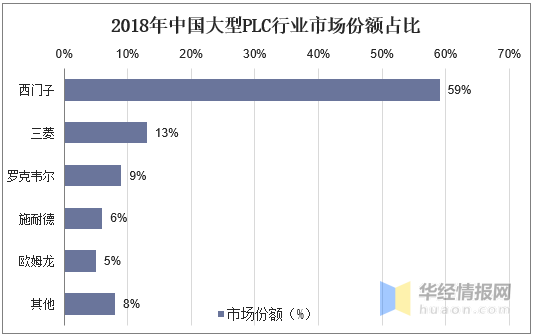 2018年中国大型PLC行业市场份额占比
0% 10% 20% 30% 40% 50% 60% 70%
西门子 59%
三菱 13%
罗克韦尔 9%
施耐德 6%
欧姆龙 5%
其他 8%
市场份额（%）
华经情报网
huaon.com